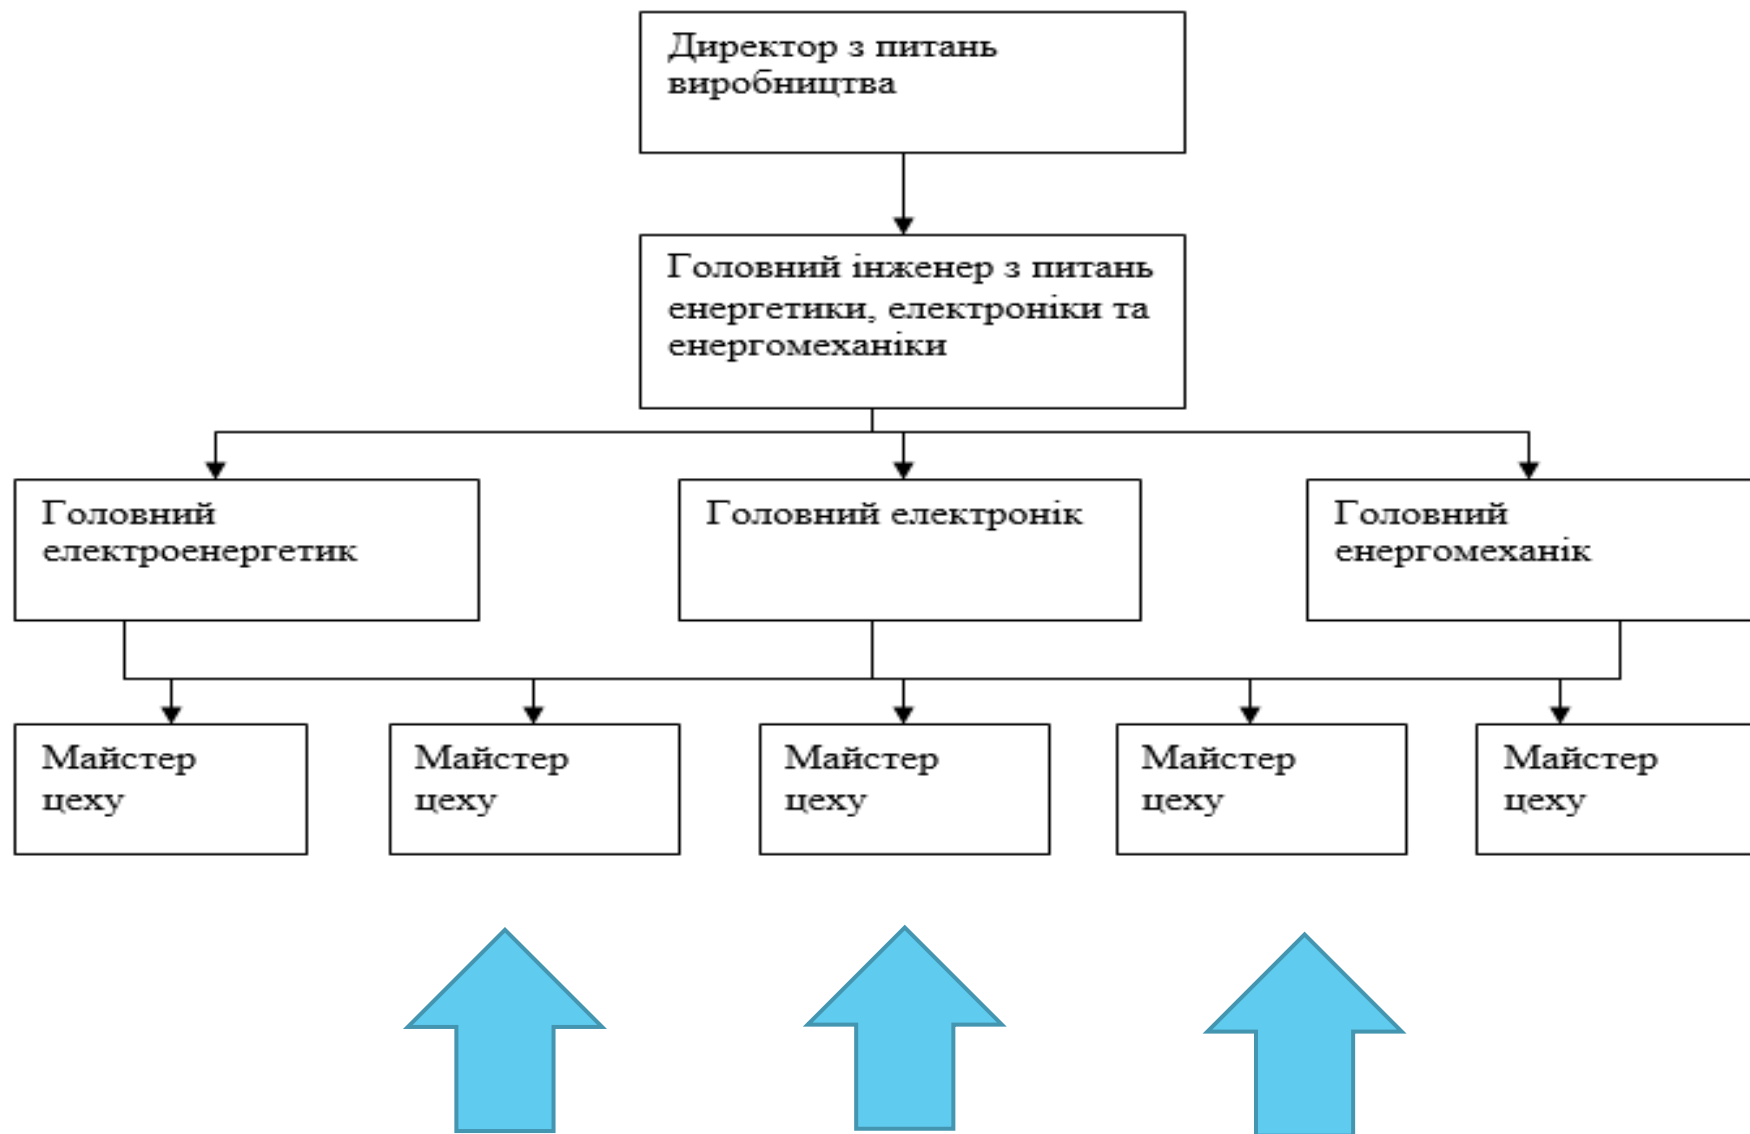 Директор з питань
виробництва
Головний інженер з питань
енергетики, електроніки та
енергомеханіки
Головний
електроенергетик
Головний електронік
Головний
енергомеханік
Майстер
цеху
Майстер
цеху
Майстер
цеху
Майстер
цеху
Майстер
цеху